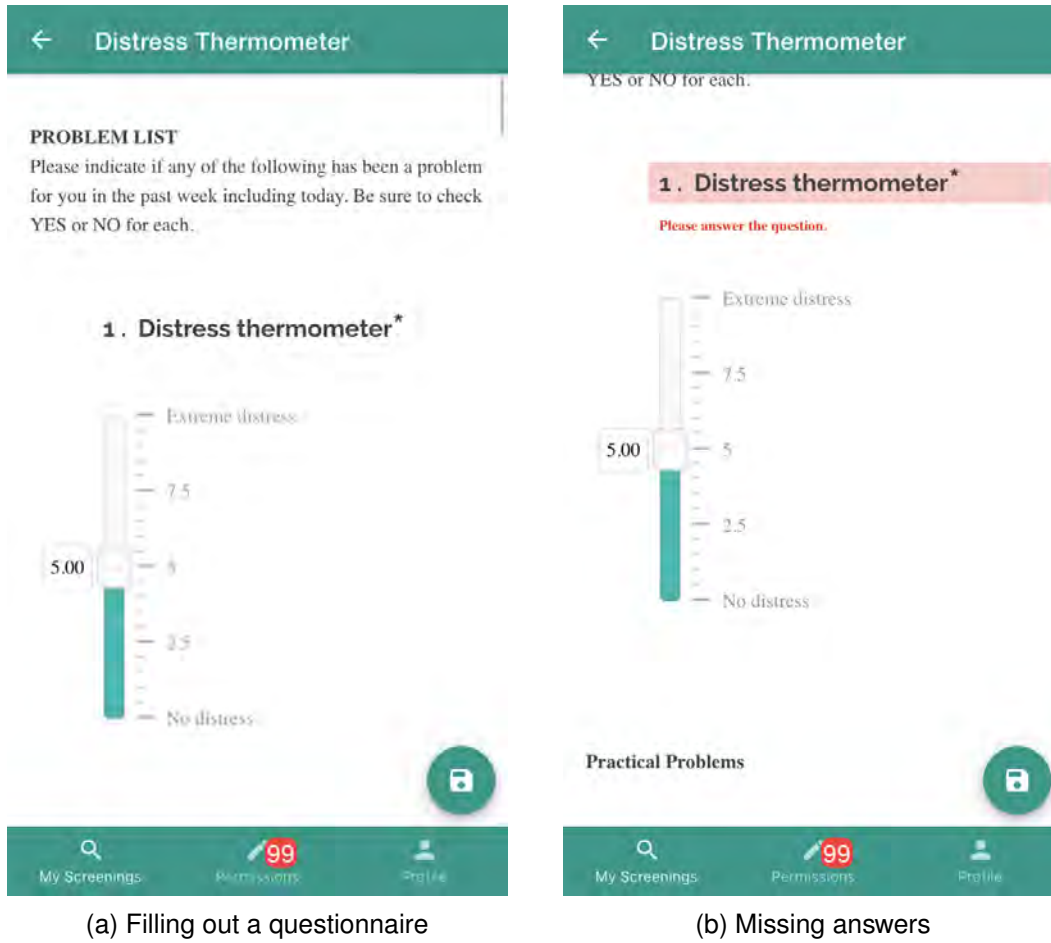 Distress Thermometer
PROBLEM LIST
Please indicate if any of the following has been a problem
for you in the past week including today. Be sure to check
YES or NO for each.
1. Distress thermometer*
Extreme distress
7.5
5.00
5
2.5
No distress
My Screenings
99
Permissions
Profile
(a) Filling out a questionnaire
Distress Thermometer
YES or NO for each.
1. Distress thermometer*
Please answer the question.
Extreme distress
7.5
5.00
5
2.5
No distress
Practical Problems
My Screenings
99
Permissions
Profile
(b) Missing answers